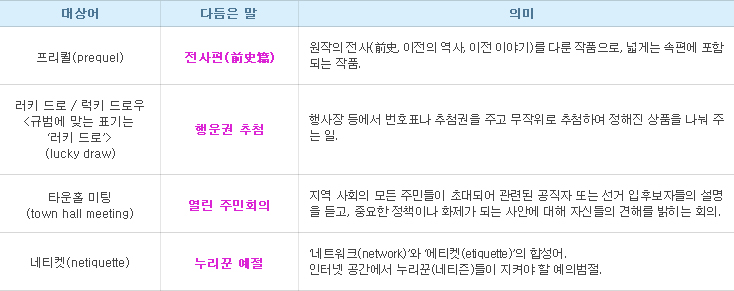 대상어 다듬은 말 의미
프리퀄(prequel) 전사편(前史篇) 원작의 전사(前史, 이전의 역사, 이전 이야기)를 다룬 작품으로, 넓게는 속편에 포함
되는 작품.
러키 드로 / 럭키 드로우
<규범에 맞는 표기는
‘러키 드로’>
(lucky draw)
행운권 추첨
행사장 등에서 번호표나 추첨권을 주고 무작위로 추첨하여 정해진 상품을 나눠 주
는 일.
타운홀 미팅
(town hall meeting)
열린 주민회의
지역 사회의 모든 주민들이 초대되어 관련된 공직자 또는 선거 입후보자들의 설명
을 듣고, 중요한 정책이나 화제가 되는 사안에 대해 자신들의 견해를 밝히는 회의.
네티켓(netiquette) 누리꾼 예절 ‘네트워크(network)’와 ‘에티켓(etiquette)’의 합성어.
인터넷 공간에서 누리꾼(네티즌)들이 지켜야 할 예의범절.